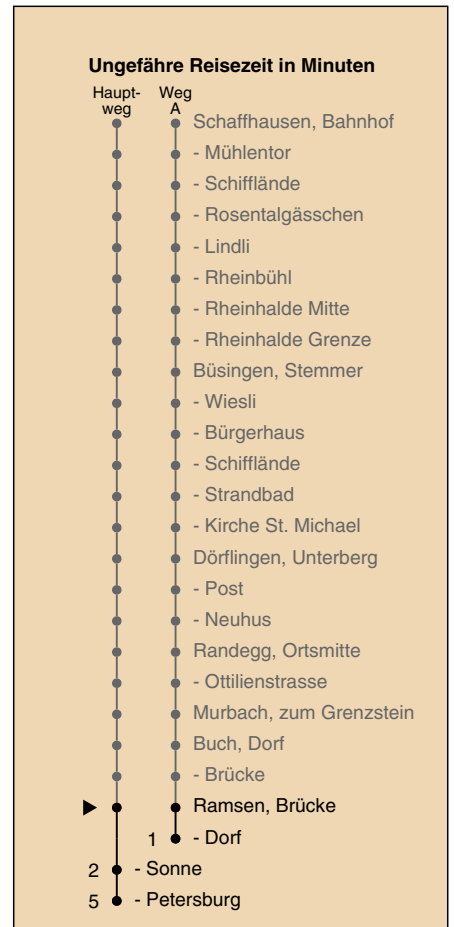 Ungefähre Reisezeit in Minuten
Haupt- Weg
weg A
Schaffhausen, Bahnhof
- Mühlentor
- Schifflände
- Rosentalgässchen
- Lindli
- Rheinbühl
- Rheinhalde Mitte
- Rheinhalde Grenze
Büsingen, Stemmer
- Wiesli
- Bürgerhaus
- Schifflände
- Strandbad
- Kirche St. Michael
Dörflingen, Unterberg
- Post
- Neuhus
Randegg, Ortsmitte
- Ottilienstrasse
Murbach, zum Grenzstein
Buch, Dorf
- Brücke
Ramsen, Brücke
1 - Dorf
2 - Sonne
5 - Petersburg